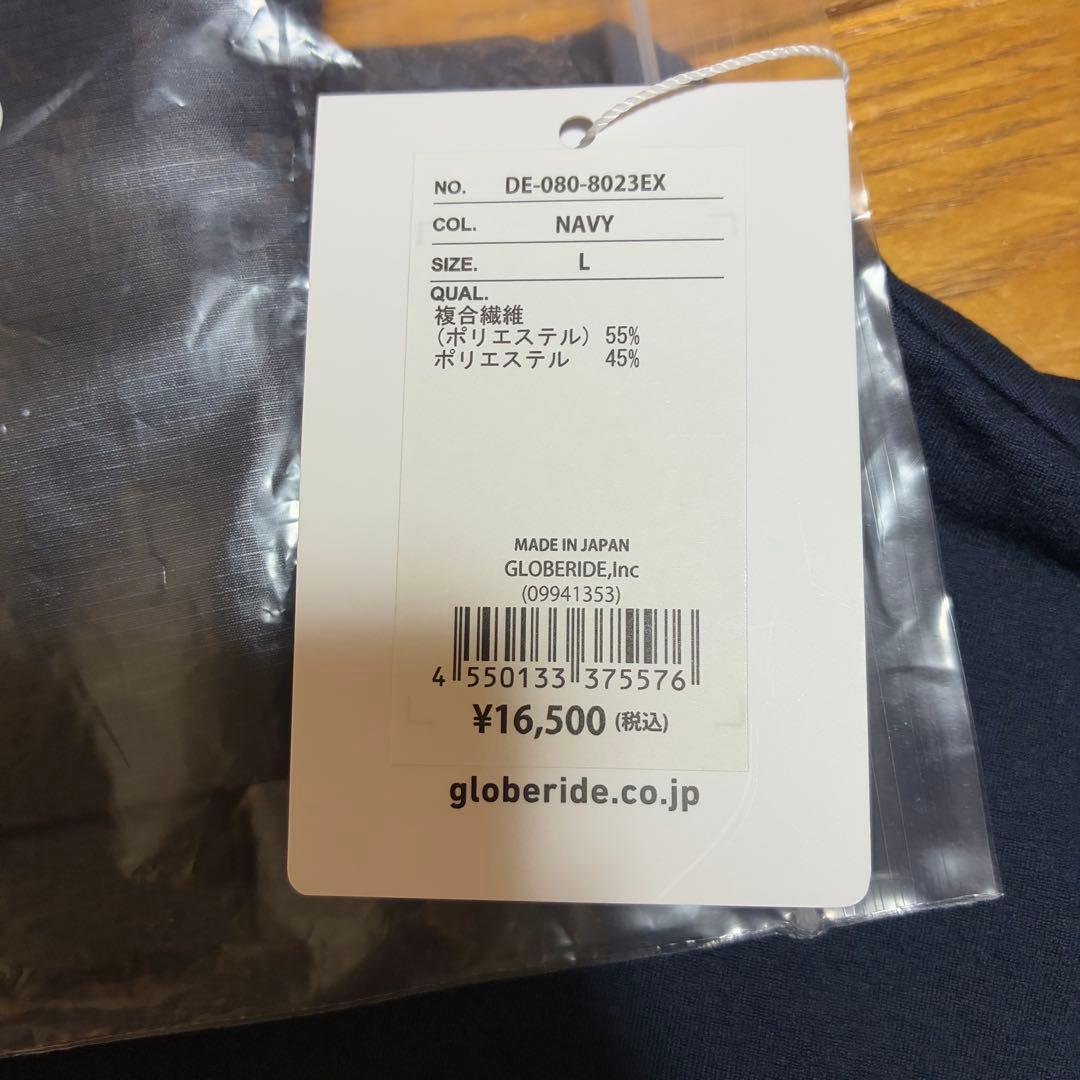 NO. DE-080-8023EX
COL. NAVY
SIZE. L
QUAL.
複合繊維
(ポリエステル) 55%
ポリエステル 45%
MADE IN JAPAN
GLOBERIDE,Inc
(09941353)
4 550133 375576
¥16,500 (税込)
globeride.co.jp